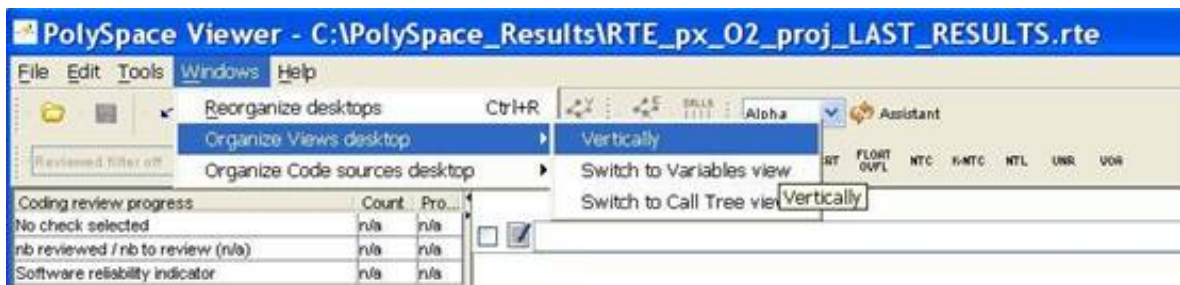 PolySpace Viewer - C:\PolySpace_Results\RTE_px_O2_proj_LAST_RESULTS.rte
File Edit Tools Windows Help
Reorganize desktops Ctrl+R
Alpha Assistant
Organize Views desktop Vertically
Reviewed filter off
Organize Code sources desktop Switch to Variables view
FLOAT OVFL NTC K-NTC NTL UNR VOA
Coding review progress Count Pro...
Switch to Call Tree Vertically
No check selected n/a n/a
nb reviewed / nb to review (n/a) n/a n/a
Software reliability indicator n/a n/a